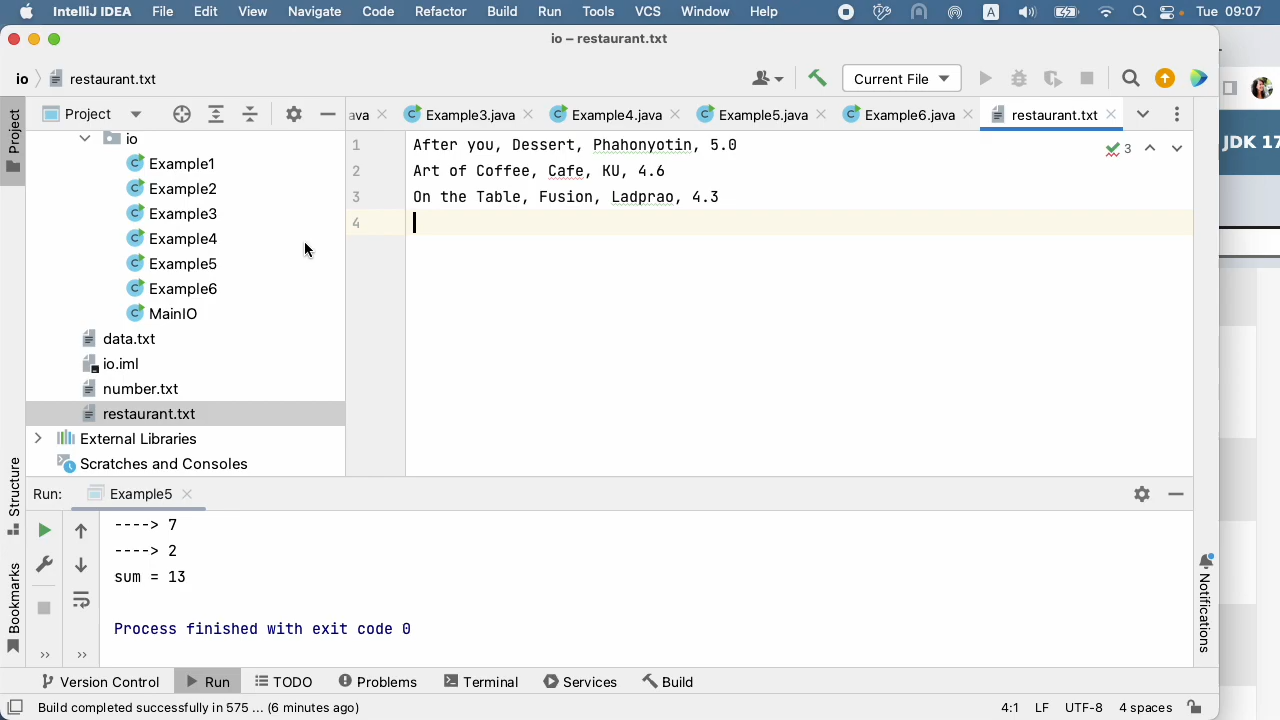 IntelliJ IDEA File Edit View Navigate Code Refactor Build Run Tools VCS Window Help A Tue 09:07
io – restaurant.txt
io restaurant.txt Current File
Project
Project ava Example3.java Example4.java Example5.java Example6.java restaurant.txt
JDK 17
io
Example1
Example2
Example3
Example4
Example5
Example6
MainIO
data.txt
io.iml
number.txt
restaurant.txt
External Libraries
Scratches and Consoles
1 After you, Dessert, Phahonyotin, 5.0
2 Art of Coffee, Cafe, KU, 4.6
3 On the Table, Fusion, Ladprao, 4.3
4
3
Structure
Bookmarks
Notifications
Run: Example5
----> 7
----> 2
sum = 13
Process finished with exit code 0
Version Control Run TODO Problems Terminal Services Build
Build completed successfully in 575 ... (6 minutes ago) 4:1 LF UTF-8 4 spaces